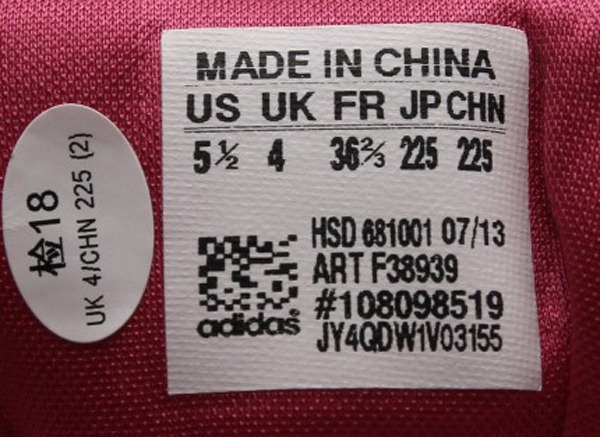 MADE IN CHINA
US UK FR JP CHN
5½ 4 36⅔ 225 225
HSD 681001 07/13
ART F38939
#108098519
JY4QDW1V03155
adidas
检18
UK 4/CHN 225 (2)